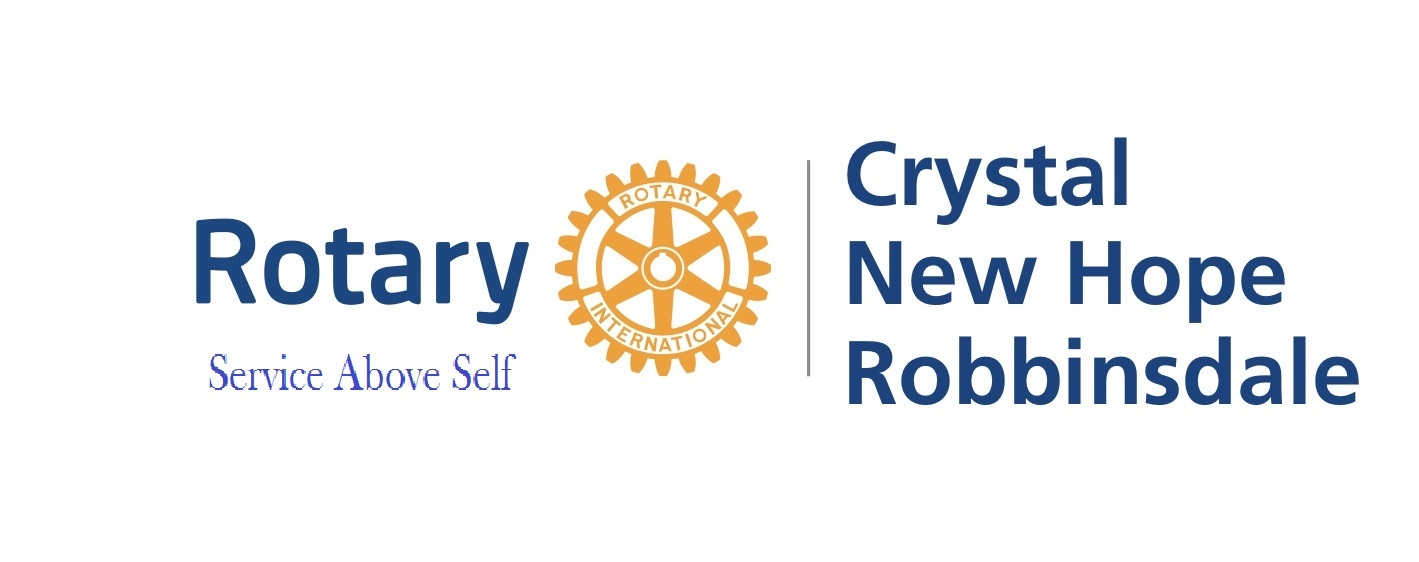 Rotary
Service Above Self
ROTARY
INTERNATIONAL
Crystal
New Hope
Robbinsdale